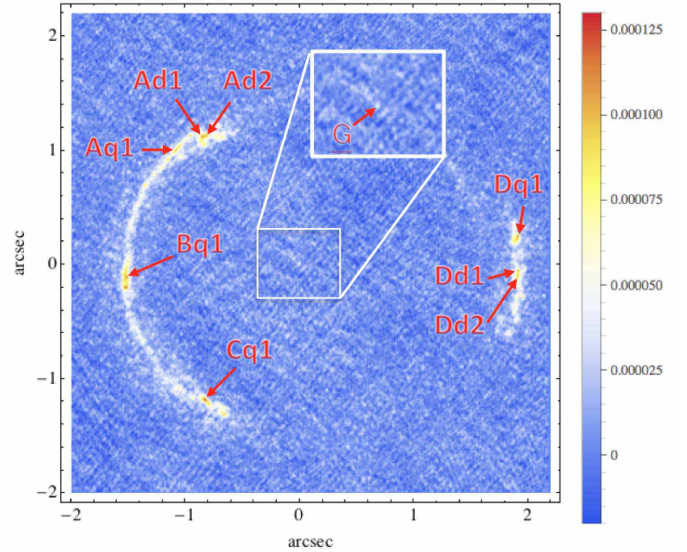 Ad1
Ad2
Aq1
Bq1
Cq1
G
Dq1
Dd1
Dd2
2
1
0
−1
−2
arcsec
−2
−1
0
1
2
arcsec
0.000125
0.000100
0.000075
0.000050
0.000025
0